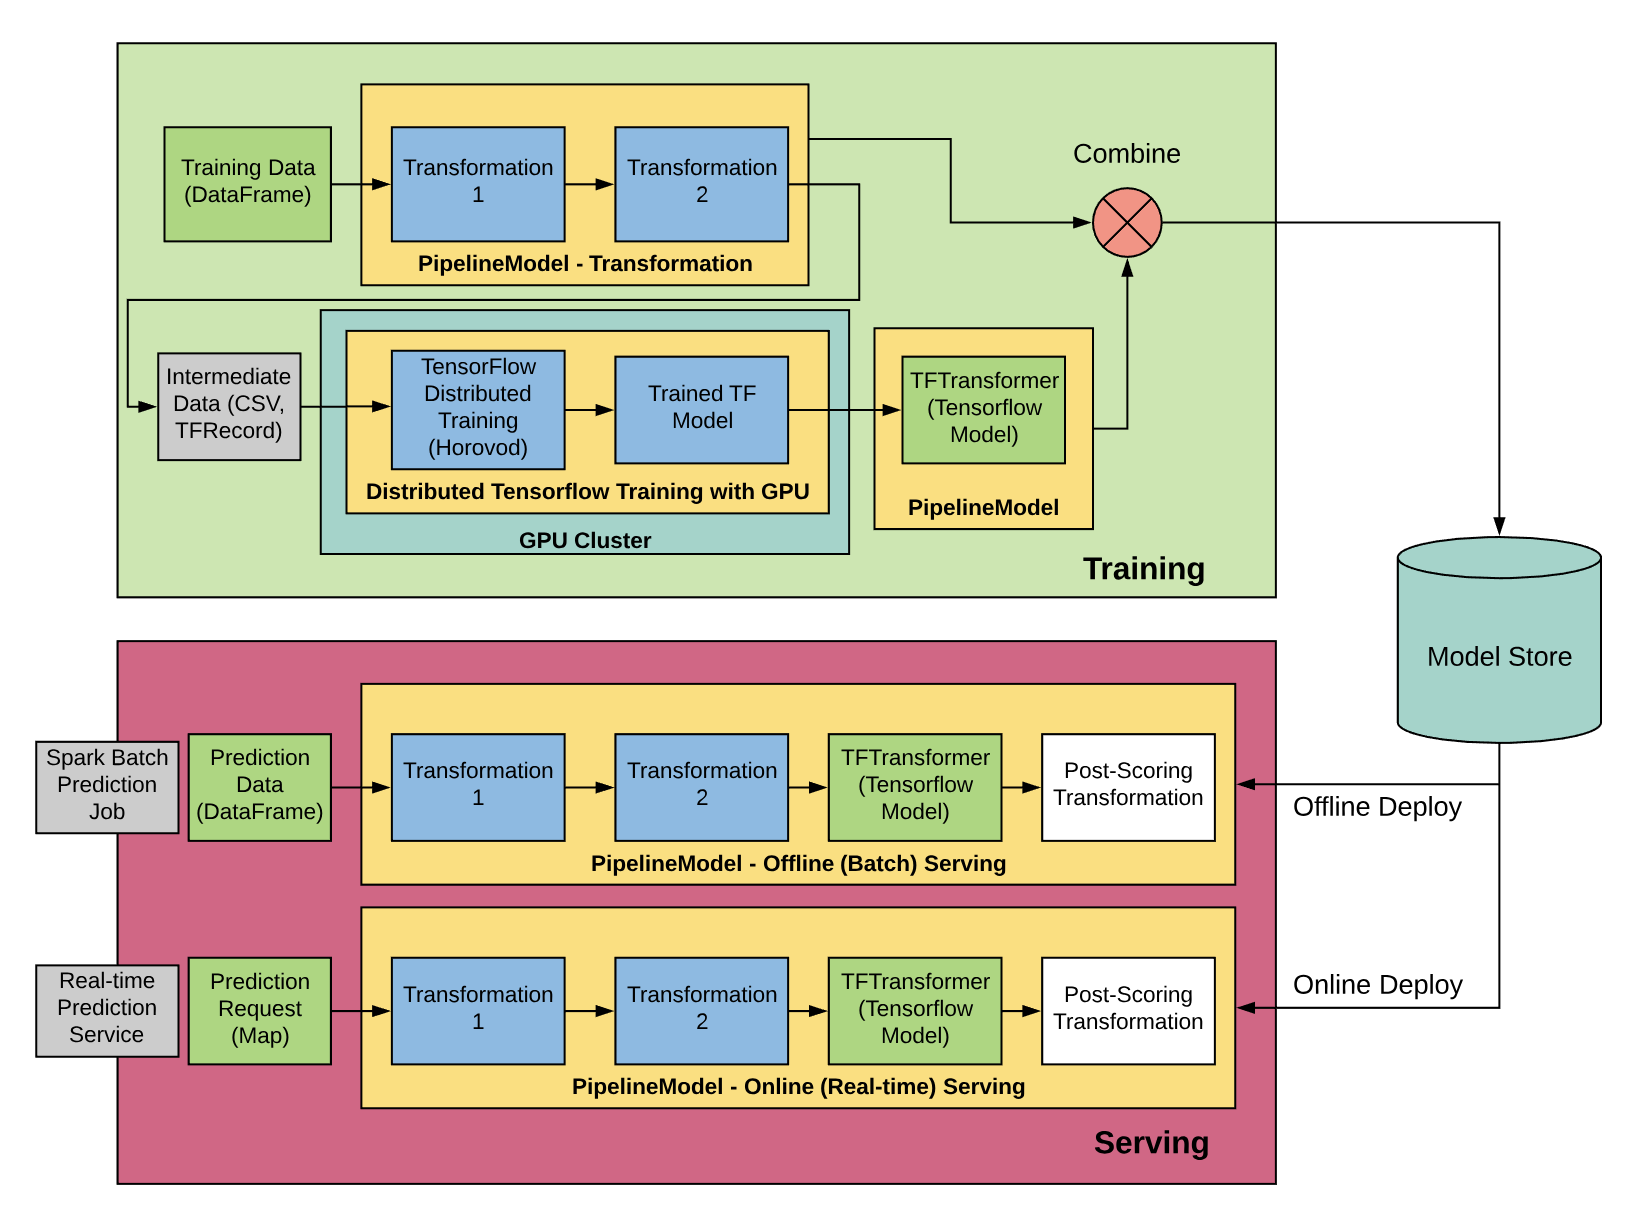 Training Data
(DataFrame)
Transformation
1
Transformation
2
PipelineModel - Transformation
Combine
Intermediate
Data (CSV,
TFRecord)
TensorFlow
Distributed
Training
(Horovod)
Trained TF
Model
Distributed Tensorflow Training with GPU
GPU Cluster
TFTransformer
(Tensorflow
Model)
PipelineModel
Training
Model Store
Spark Batch
Prediction
Job
Prediction
Data
(DataFrame)
Transformation
1
Transformation
2
TFTransformer
(Tensorflow
Model)
Post-Scoring
Transformation
PipelineModel - Offline (Batch) Serving
Offline Deploy
Real-time
Prediction
Service
Prediction
Request
(Map)
Transformation
1
Transformation
2
TFTransformer
(Tensorflow
Model)
Post-Scoring
Transformation
PipelineModel - Online (Real-time) Serving
Online Deploy
Serving